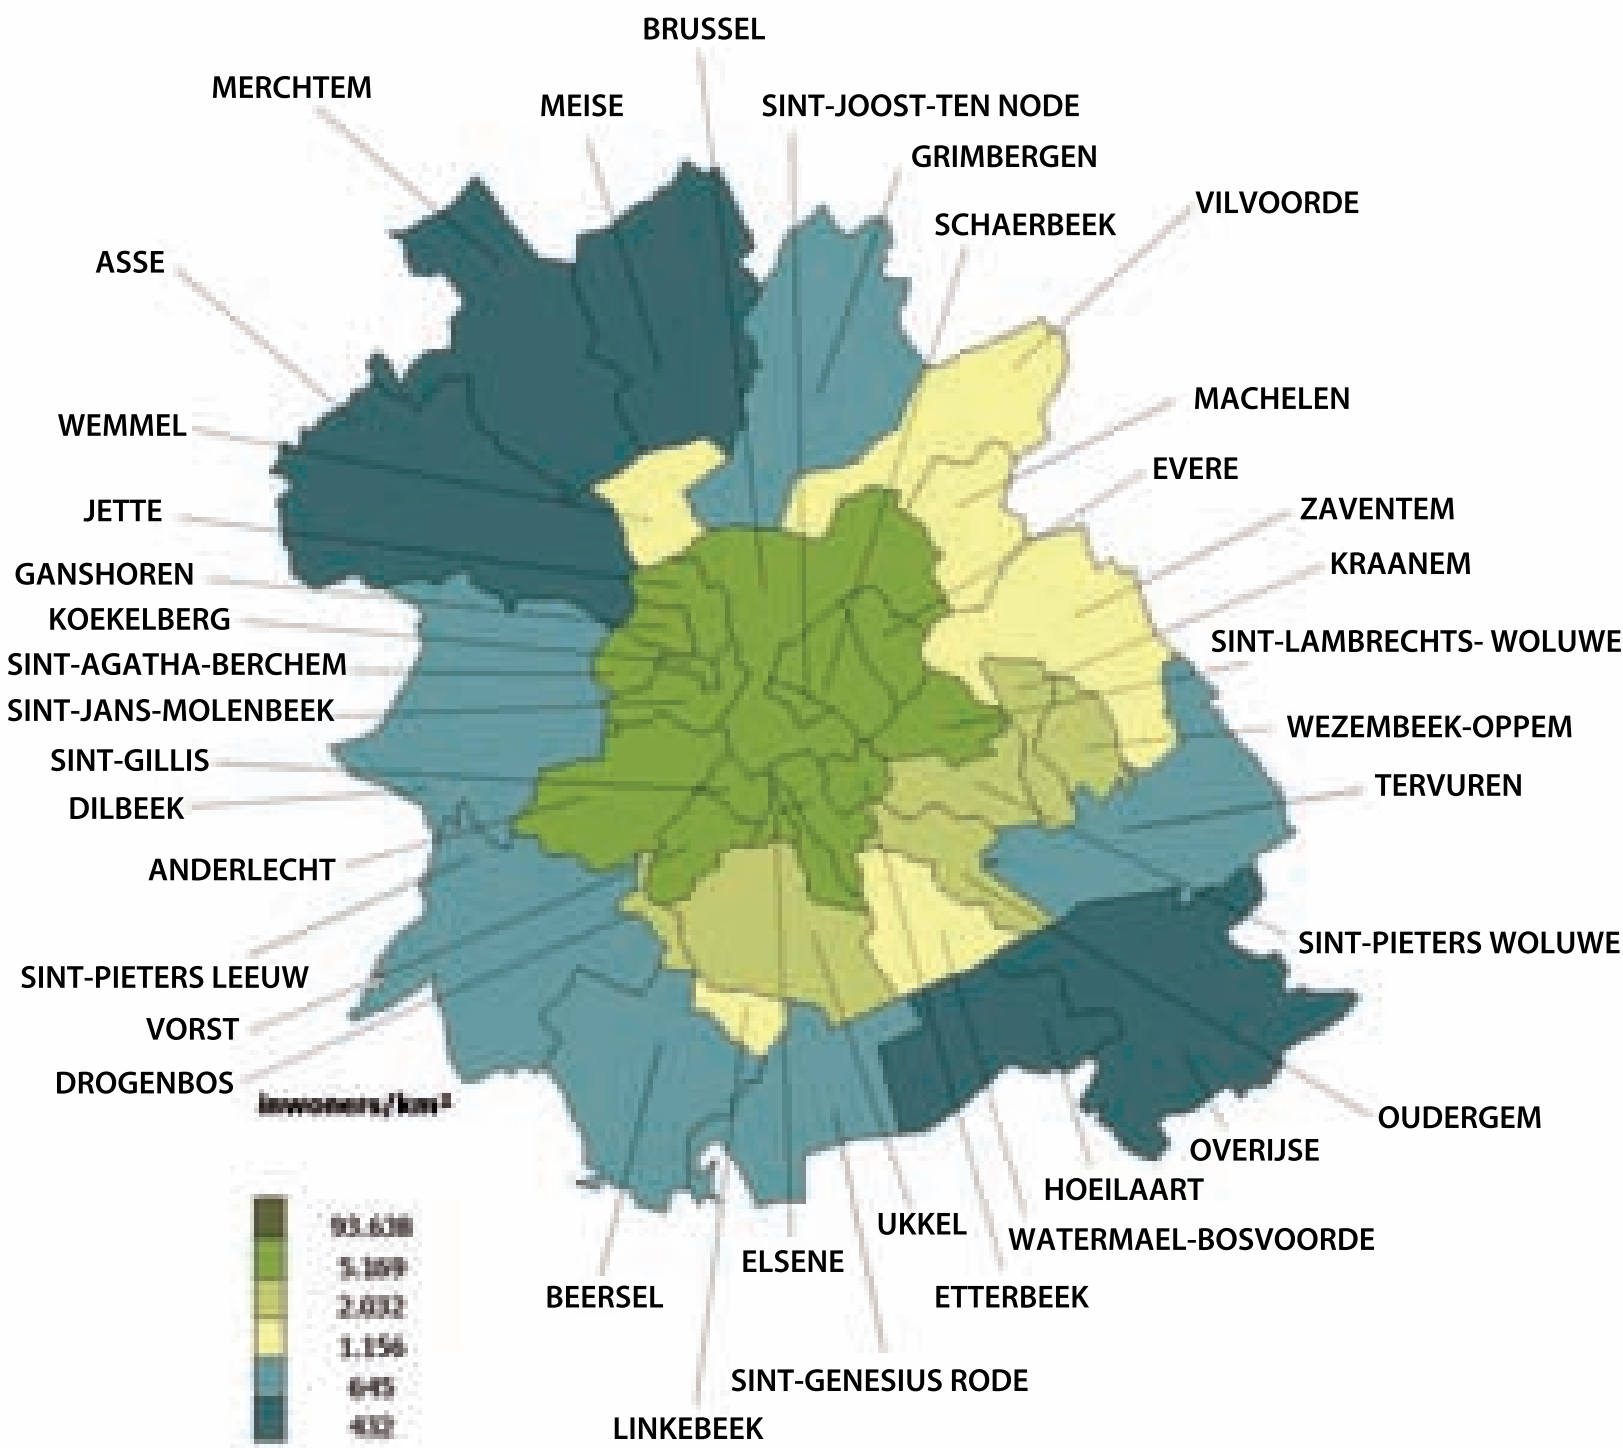 BRUSSEL
MERCHTEM
MEISE
SINT-JOOST-TEN NODE
GRIMBERGEN
VILVOORDE
SCHAERBEEK
ASSE
MACHELEN
WEMMEL
EVERE
ZAVENTEM
JETTE
KRAANEM
GANSHOREN
KOEKELBERG
SINT-LAMBRECHTS- WOLUWE
SINT-AGATHA-BERCHEM
SINT-JANS-MOLENBEEK
WEZEMBEEK-OPPEM
SINT-GILLIS
TERVUREN
DILBEEK
ANDERLECHT
SINT-PIETERS WOLUWE
SINT-PIETERS LEEUW
VORST
DROGENBOS
inwoners/km²
OUDERGEM
OVERIJSE
HOEILAART
UKKEL
WATERMAEL-BOSVOORDE
ELSENE
BEERSEL
ETTERBEEK
SINT-GENESIUS RODE
LINKEBEEK
93.638
5.169
2.032
1.156
645
432